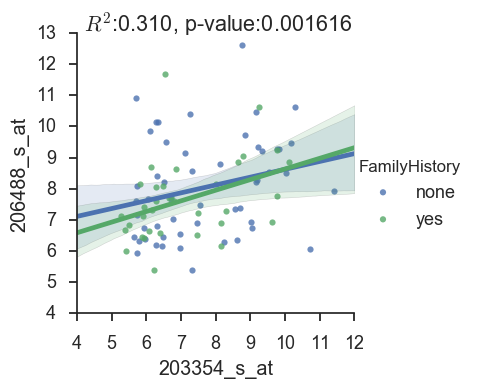 R²:0.310, p-value:0.001616
13
12
11
10
9
8
7
6
5
4
206488_s_at
4 5 6 7 8 9 10 11 12
203354_s_at
FamilyHistory
none
yes